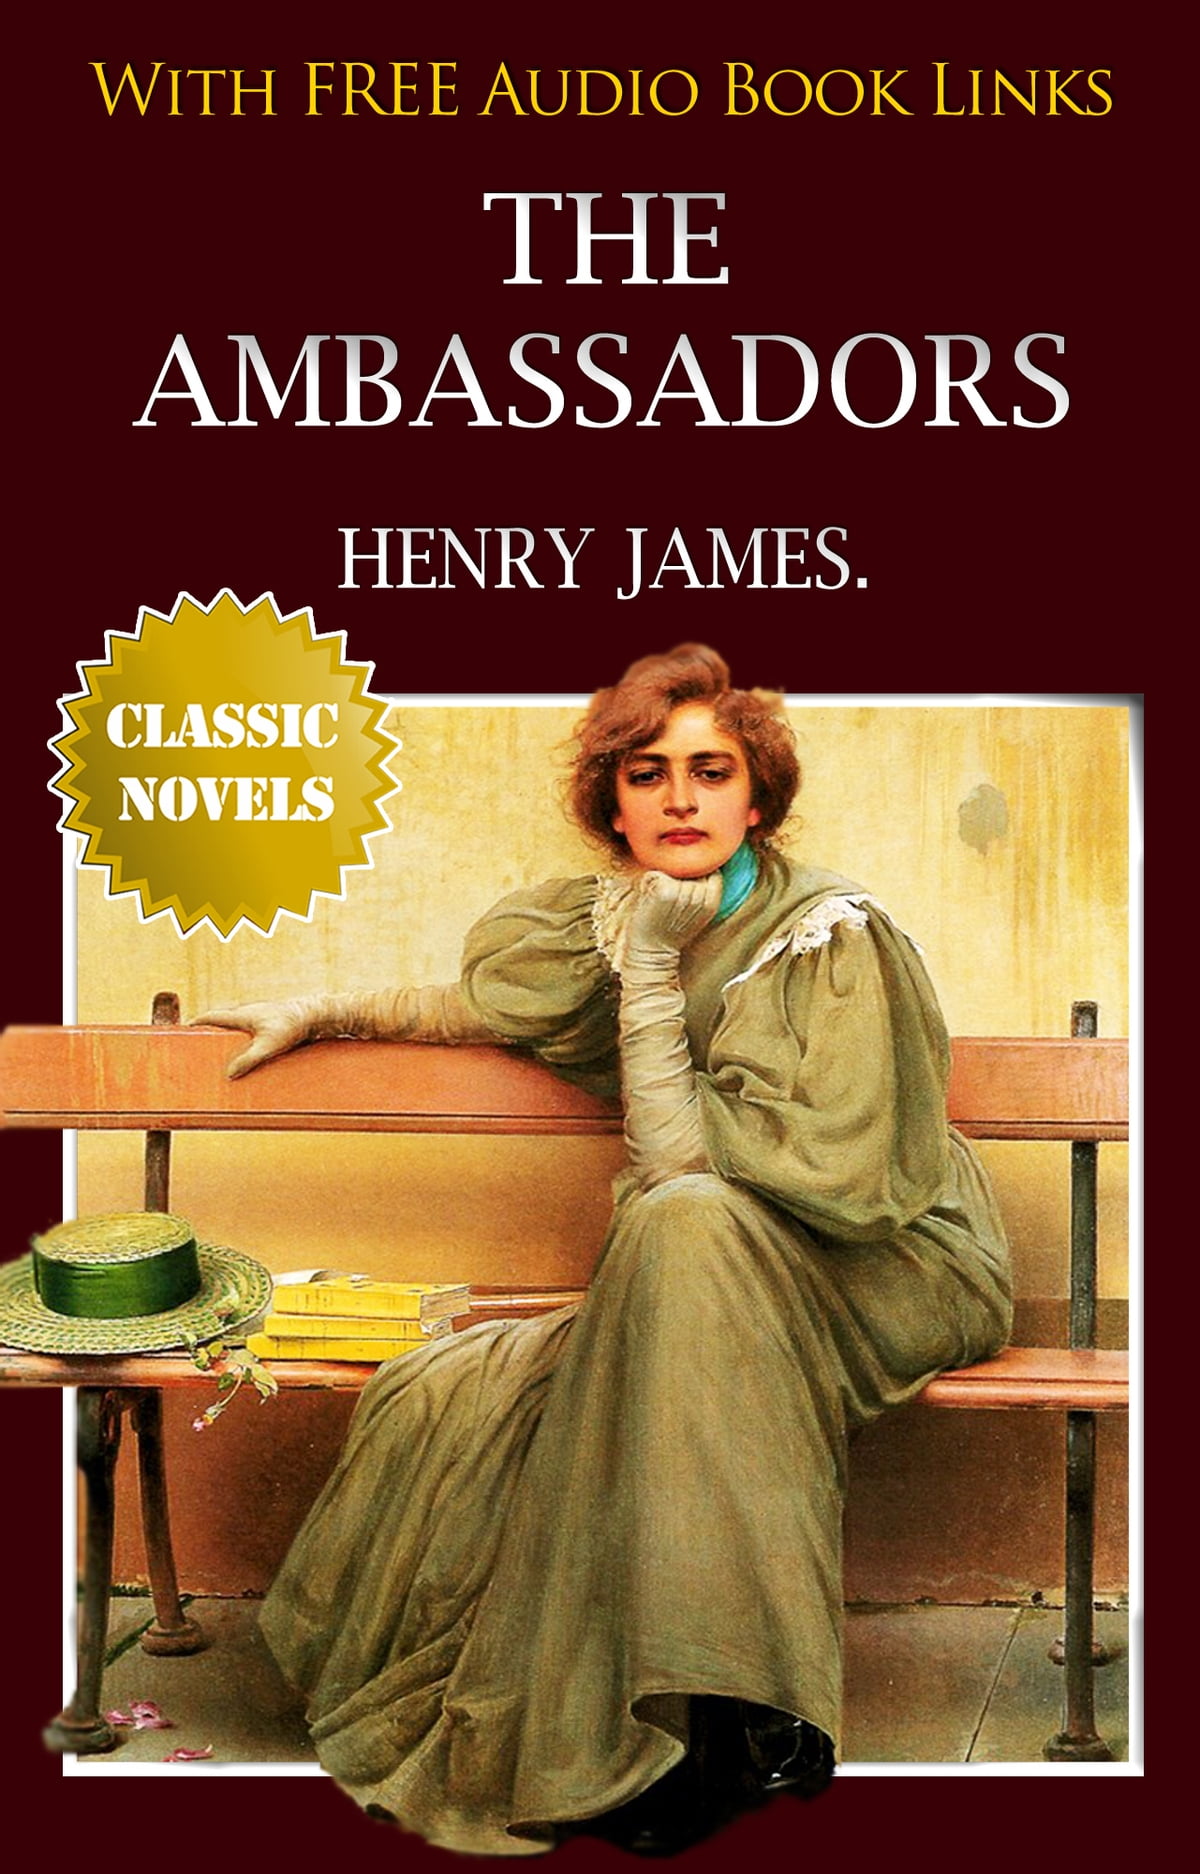 WITH FREE AUDIO BOOK LINKS
THE
AMBASSADORS
HENRY JAMES.
CLASSIC
NOVELS